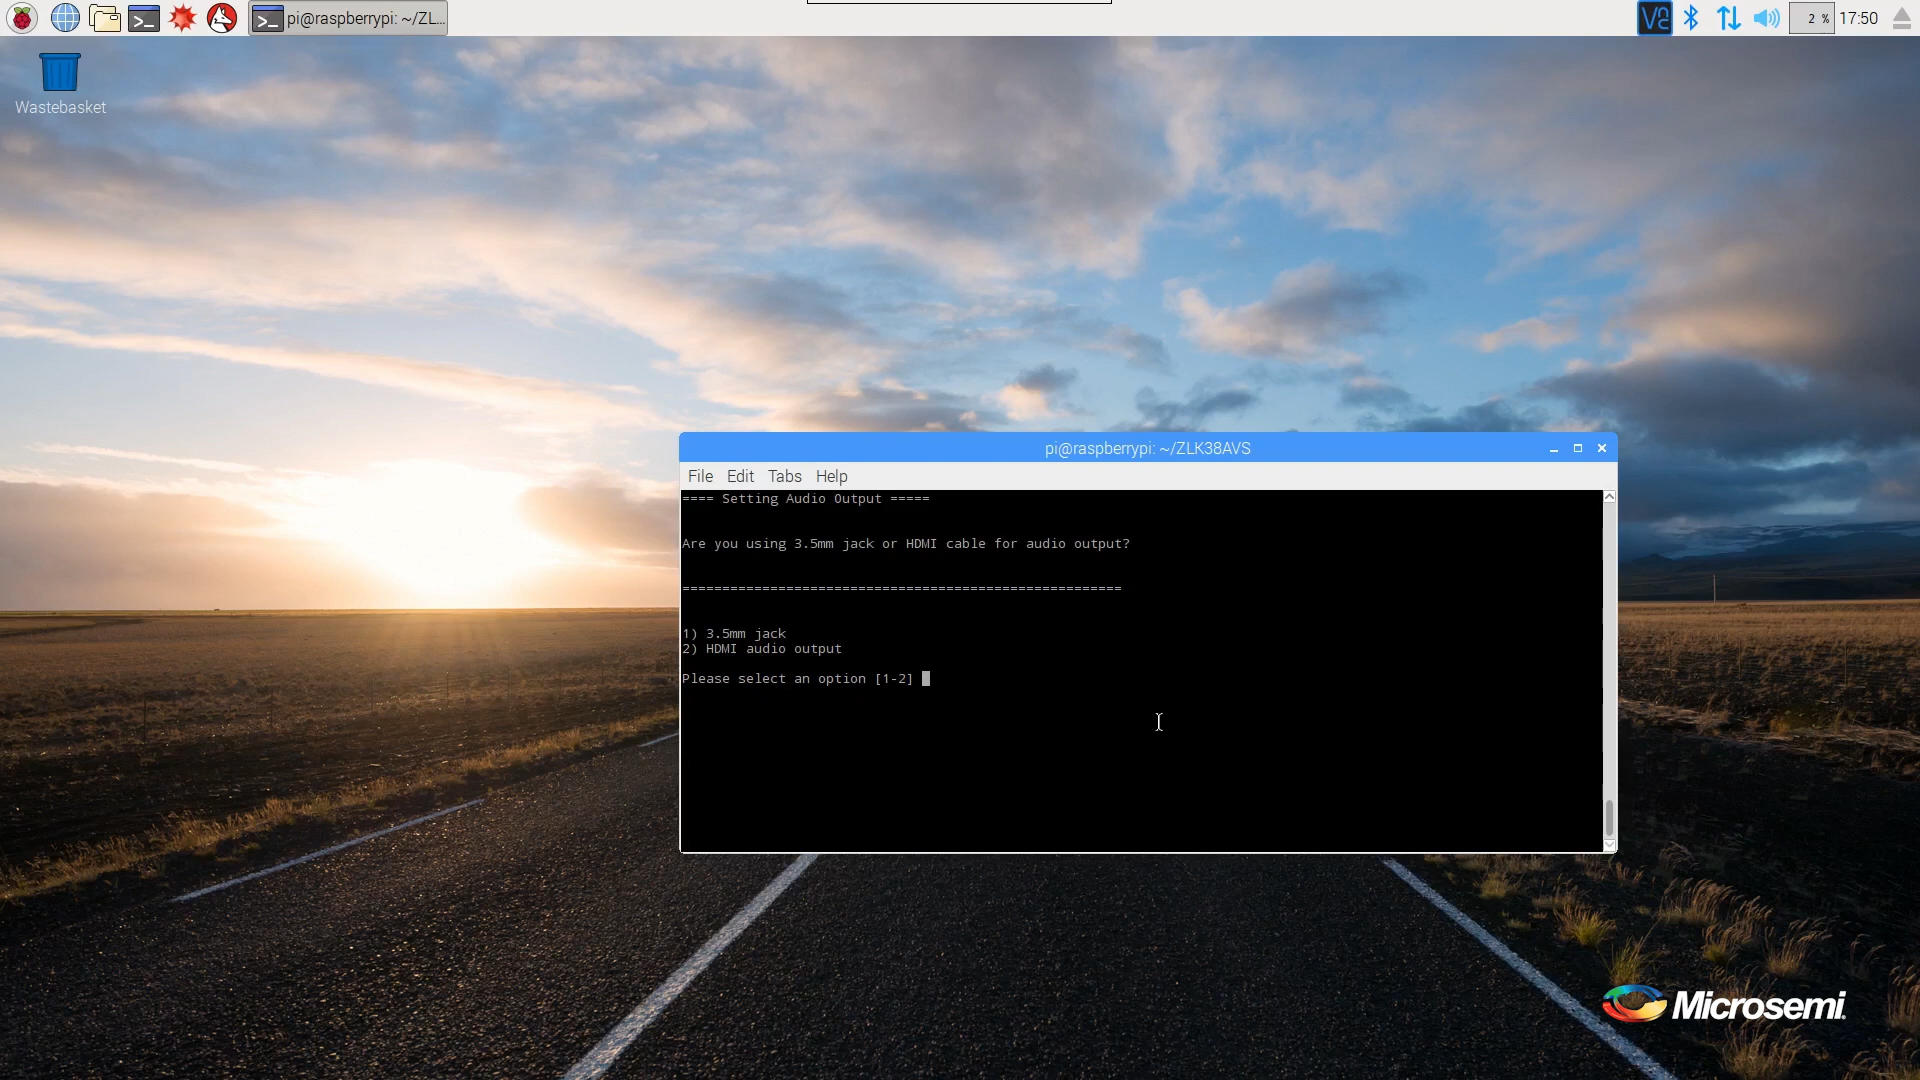 pi@raspberrypi: ~/ZL...
2 %
17:50
Wastebasket
pi@raspberrypi: ~/ZLK38AVS
File Edit Tabs Help
==== Setting Audio Output =====
Are you using 3.5mm jack or HDMI cable for audio output?
=======================================================
1) 3.5mm jack
2) HDMI audio output
Please select an option [1-2]
Microsemi.